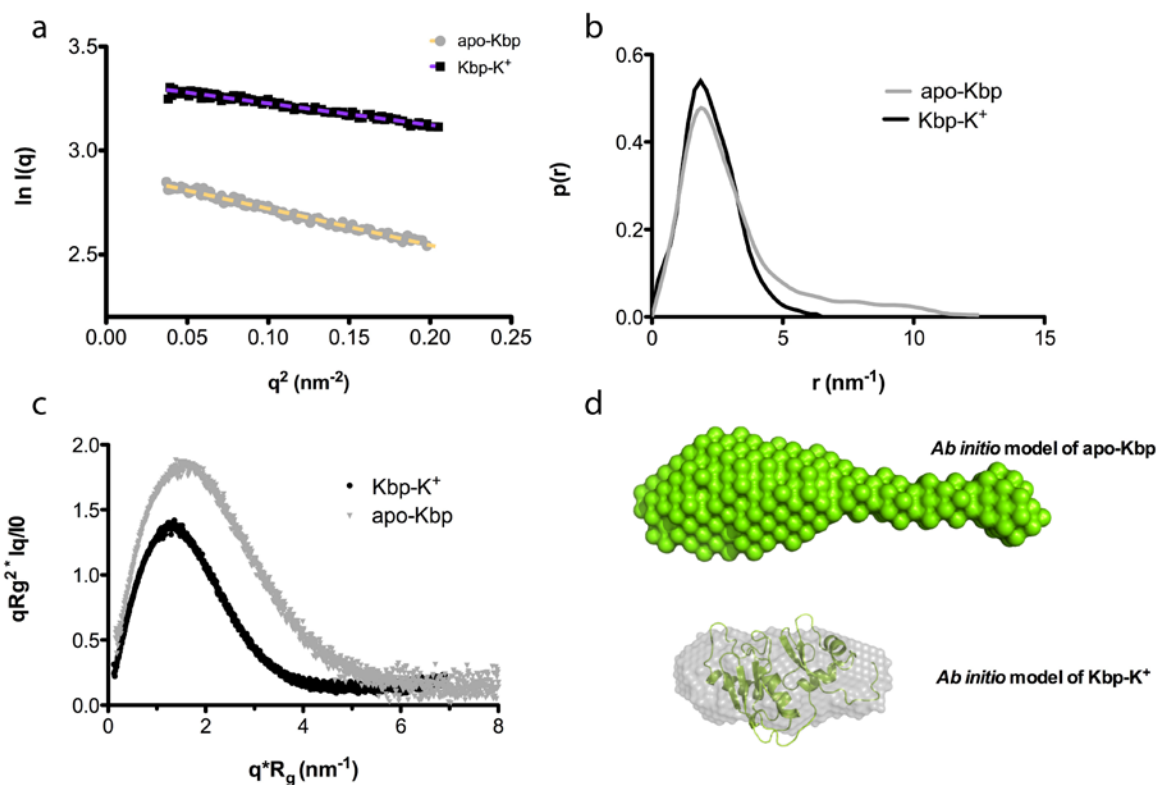 a
3.5
3.0
2.5
ln I(q)
0.00 0.05 0.10 0.15 0.20 0.25
q² (nm⁻²)
apo-Kbp
Kbp-K⁺
b
0.6
0.4
0.2
0.0
p(r)
0 5 10 15
r (nm⁻¹)
apo-Kbp
Kbp-K⁺
c
2.0
1.5
1.0
0.5
0.0
qRg²* Iq/I0
0 2 4 6 8
q*Rg (nm⁻¹)
Kbp-K⁺
apo-Kbp
d
Ab initio model of apo-Kbp
Ab initio model of Kbp-K⁺